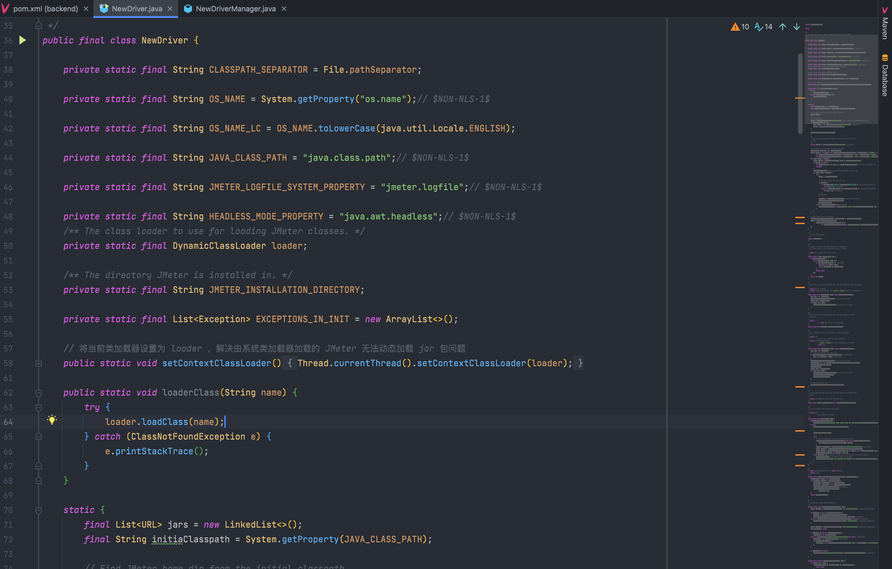 pom.xml (backend)
NewDriver.java
NewDriverManager.java
Maven
Database
10
14
35 */
36 public final class NewDriver {
37
38 private static final String CLASSPATH_SEPARATOR = File.pathSeparator;
39
40 private static final String OS_NAME = System.getProperty("os.name");// $NON-NLS-1$
41
42 private static final String OS_NAME_LC = OS_NAME.toLowerCase(java.util.Locale.ENGLISH);
43
44 private static final String JAVA_CLASS_PATH = "java.class.path";// $NON-NLS-1$
45
46 private static final String JMETER_LOGFILE_SYSTEM_PROPERTY = "jmeter.logfile";// $NON-NLS-1$
47
48 private static final String HEADLESS_MODE_PROPERTY = "java.awt.headless";// $NON-NLS-1$
49 /** The class loader to use for loading JMeter classes. */
50 private static final DynamicClassLoader loader;
51
52 /** The directory JMeter is installed in. */
53 private static final String JMETER_INSTALLATION_DIRECTORY;
54
55 private static final List<Exception> EXCEPTIONS_IN_INIT = new ArrayList<>();
56
57 // 将当前类加载器设置为 loader ，解决由系统类加载器加载的 JMeter 无法动态加载 jar 包问题
58 public static void setContextClassLoader() { Thread.currentThread().setContextClassLoader(loader); }
61
62 public static void loaderClass(String name) {
63 try {
64 loader.loadClass(name);
65 } catch (ClassNotFoundException e) {
66 e.printStackTrace();
67 }
68 }
69
70 static {
71 final List<URL> jars = new LinkedList<>();
72 final String initiaClasspath = System.getProperty(JAVA_CLASS_PATH);
73
// Find JMeter home dir from the initial classpath